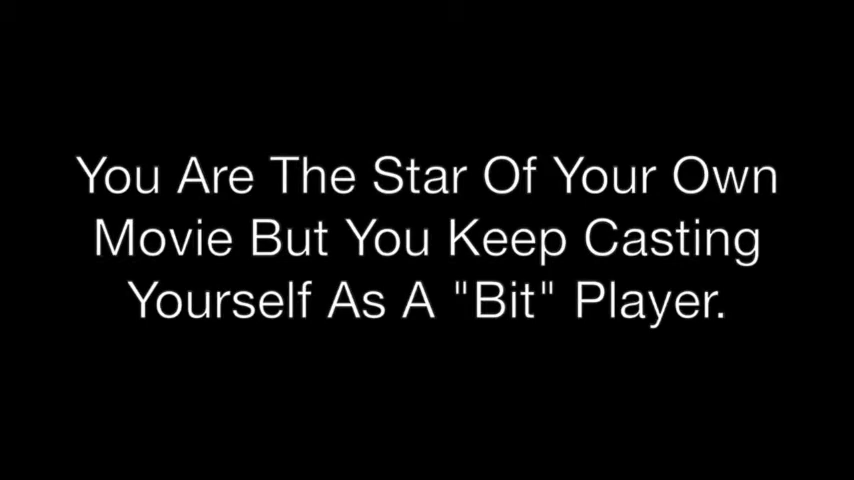 You Are The Star Of Your Own
Movie But You Keep Casting
Yourself As A "Bit" Player.